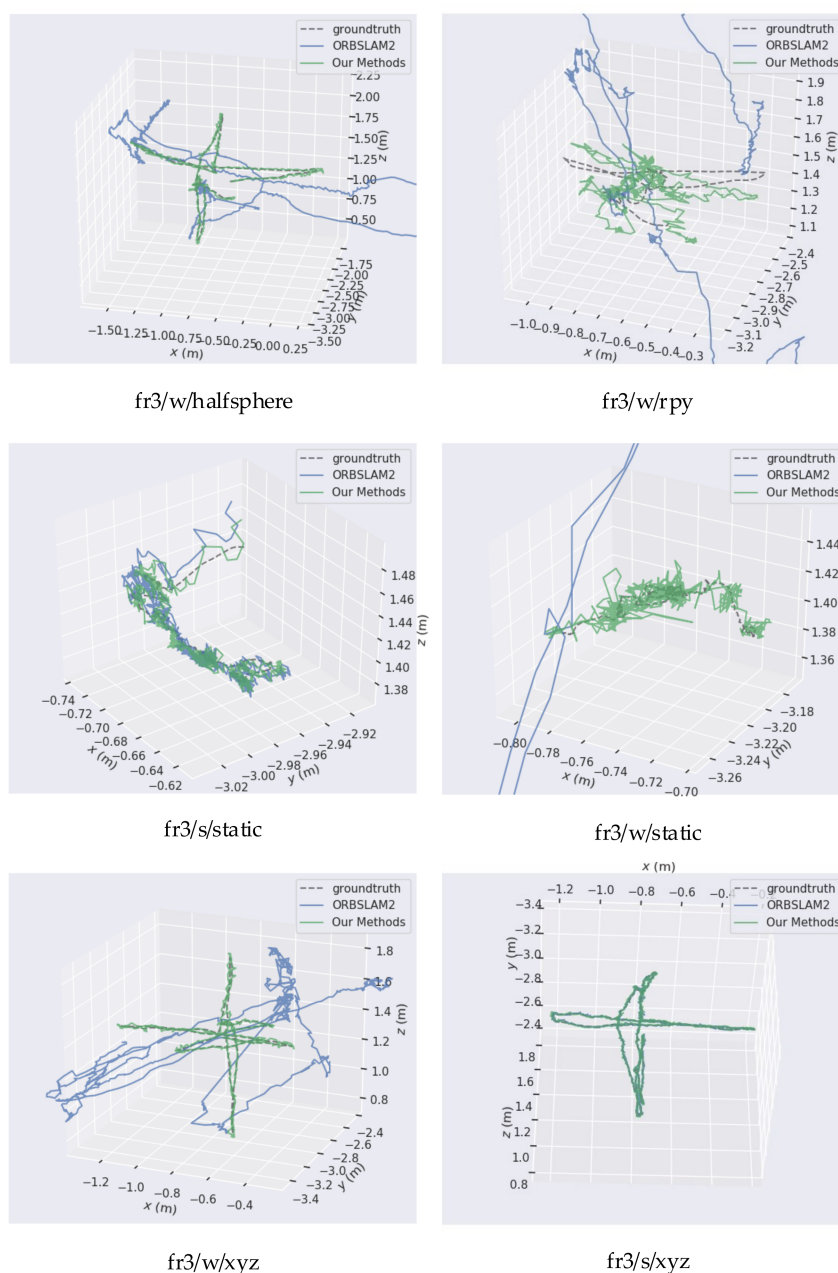 groundtruth
ORBSLAM2
Our Methods
2.25
2.00
1.75
1.50
1.25
1.00
0.75
0.50
z (m)
−1.75
−2.00
−2.25
−2.50
−2.75
−3.00
−3.25
−3.50
y (m)
−1.50
−1.25
−1.00
−0.75
−0.50
−0.25
0.00
0.25
x (m)
fr3/w/halfsphere
groundtruth
ORBSLAM2
Our Methods
1.9
1.8
1.7
1.6
1.5
1.4
1.3
1.2
1.1
z (m)
−2.4
−2.5
−2.6
−2.7
−2.8
−2.9
−3.0
−3.1
−3.2
y (m)
−1.0
−0.9
−0.8
−0.7
−0.6
−0.5
−0.4
−0.3
x (m)
fr3/w/rpy
groundtruth
ORBSLAM2
Our Methods
1.48
1.46
1.44
1.42
1.40
1.38
z (m)
−0.74
−0.72
−0.70
−0.68
−0.66
−0.64
−0.62
x (m)
−2.92
−2.94
−2.96
−2.98
−3.00
−3.02
y (m)
fr3/s/static
groundtruth
ORBSLAM2
Our Methods
1.44
1.42
1.40
1.38
1.36
−3.18
−3.20
−3.22
−3.24
−3.26
y (m)
−0.80
−0.78
−0.76
−0.74
−0.72
−0.70
x (m)
fr3/w/static
groundtruth
ORBSLAM2
Our Methods
1.8
1.6
1.4
1.2
1.0
0.8
z (m)
−2.4
−2.6
−2.8
−3.0
−3.2
−3.4
y (m)
−1.2
−1.0
−0.8
−0.6
−0.4
x (m)
fr3/w/xyz
x (m)
−1.2
−1.0
−0.8
−0.6
groundtruth
ORBSLAM2
Our Methods
−3.4
−3.2
−3.0
−2.8
−2.6
−2.4
y (m)
1.8
1.6
1.4
1.2
1.0
0.8
z (m)
fr3/s/xyz